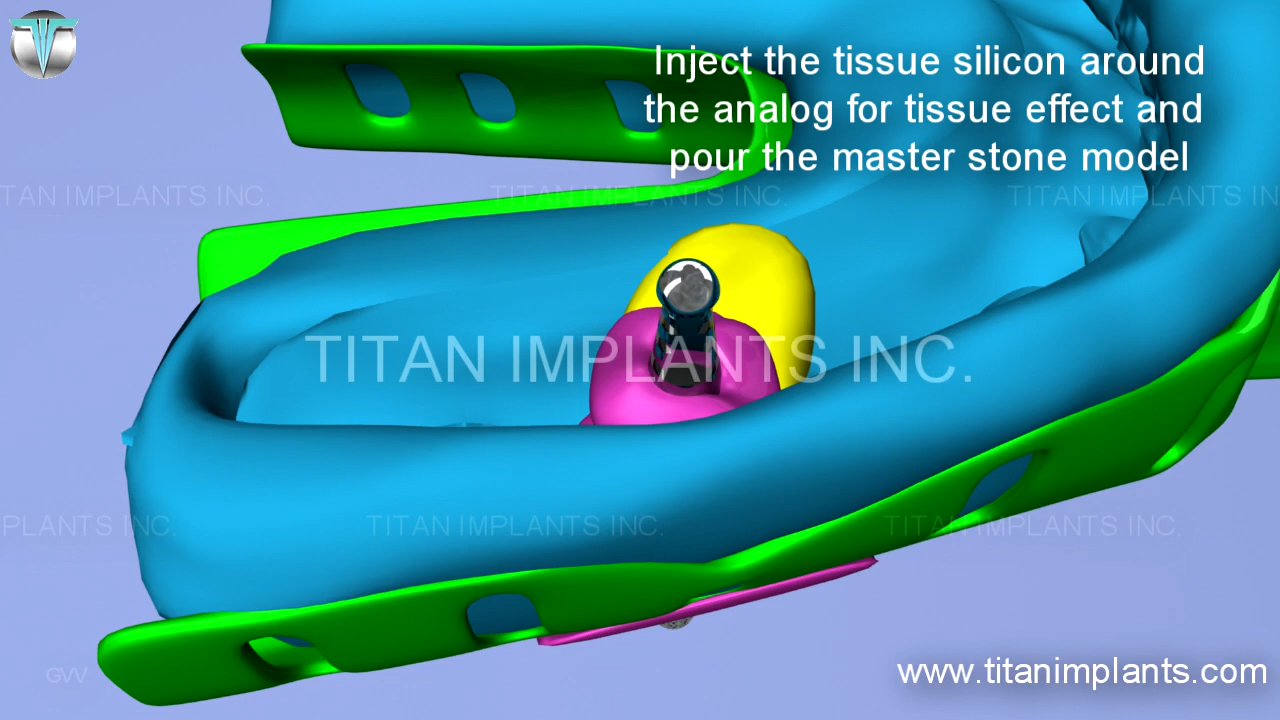 Inject the tissue silicon around
the analog for tissue effect and
pour the master stone model
TAN IMPLANTS INC.
TITAN IMPLANTS INC.
TITAN IMPLANTS IN
TITAN IMPLANTS INC.
PLANTS INC.
TITAN IMPLANTS INC.
TITAN IMPLANTS INC.
GVV
www.titanimplants.com